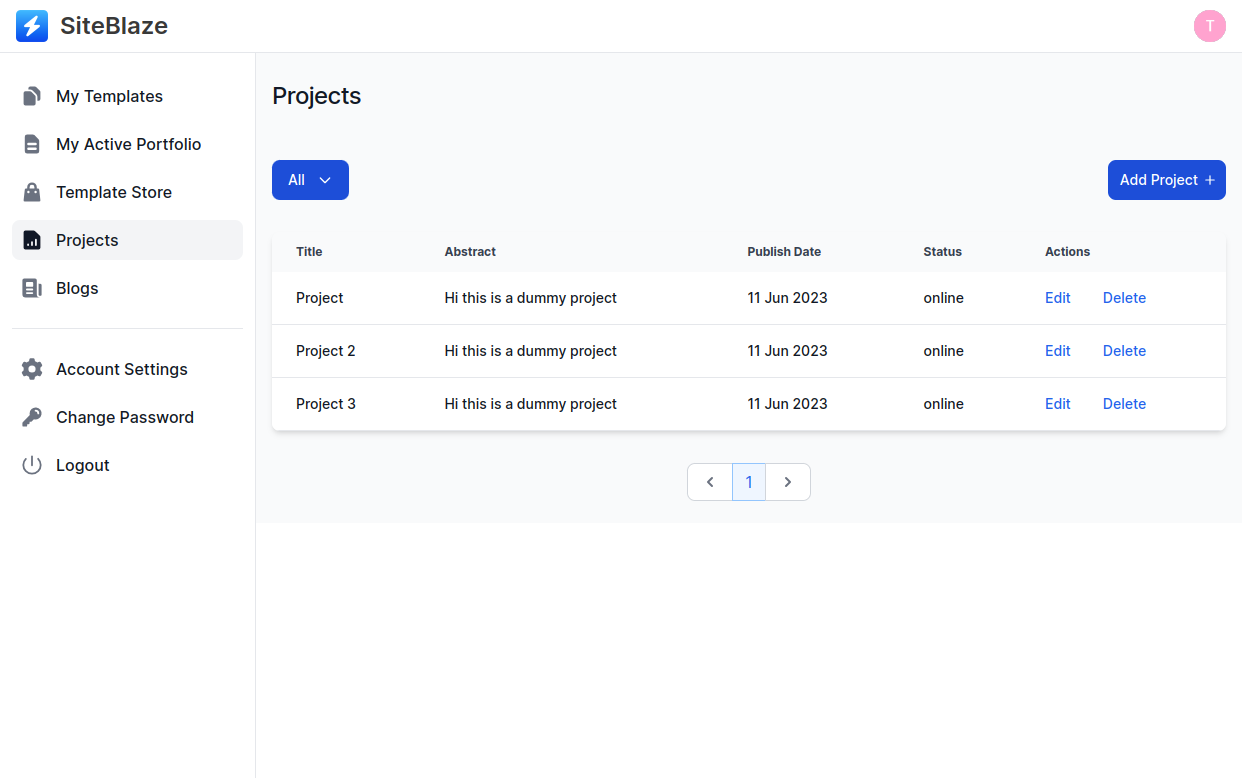 SiteBlaze
T
My Templates
My Active Portfolio
Template Store
Projects
Blogs
Account Settings
Change Password
Logout
Projects
All
Add Project +
Title Abstract Publish Date Status Actions
Project Hi this is a dummy project 11 Jun 2023 online Edit Delete
Project 2 Hi this is a dummy project 11 Jun 2023 online Edit Delete
Project 3 Hi this is a dummy project 11 Jun 2023 online Edit Delete
1